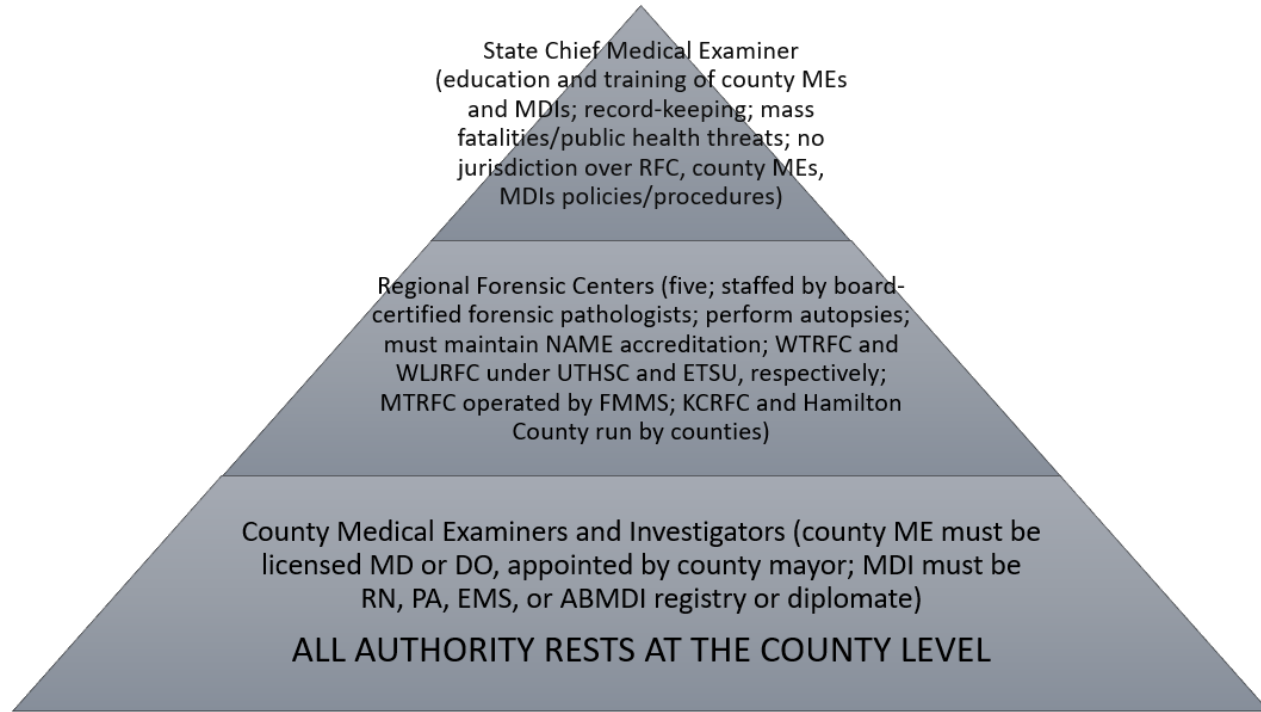 State Chief Medical Examiner
(education and training of county MEs
and MDIs; record-keeping; mass
fatalities/public health threats; no
jurisdiction over RFC, county MEs,
MDIs policies/procedures)
Regional Forensic Centers (five; staffed by board-
certified forensic pathologists; perform autopsies;
must maintain NAME accreditation; WTRFC and
WLJRFC under UTHSC and ETSU, respectively;
MTRFC operated by FMMS; KCRFC and Hamilton
County run by counties)
County Medical Examiners and Investigators (county ME must be
licensed MD or DO, appointed by county mayor; MDI must be
RN, PA, EMS, or ABMDI registry or diplomate)
ALL AUTHORITY RESTS AT THE COUNTY LEVEL